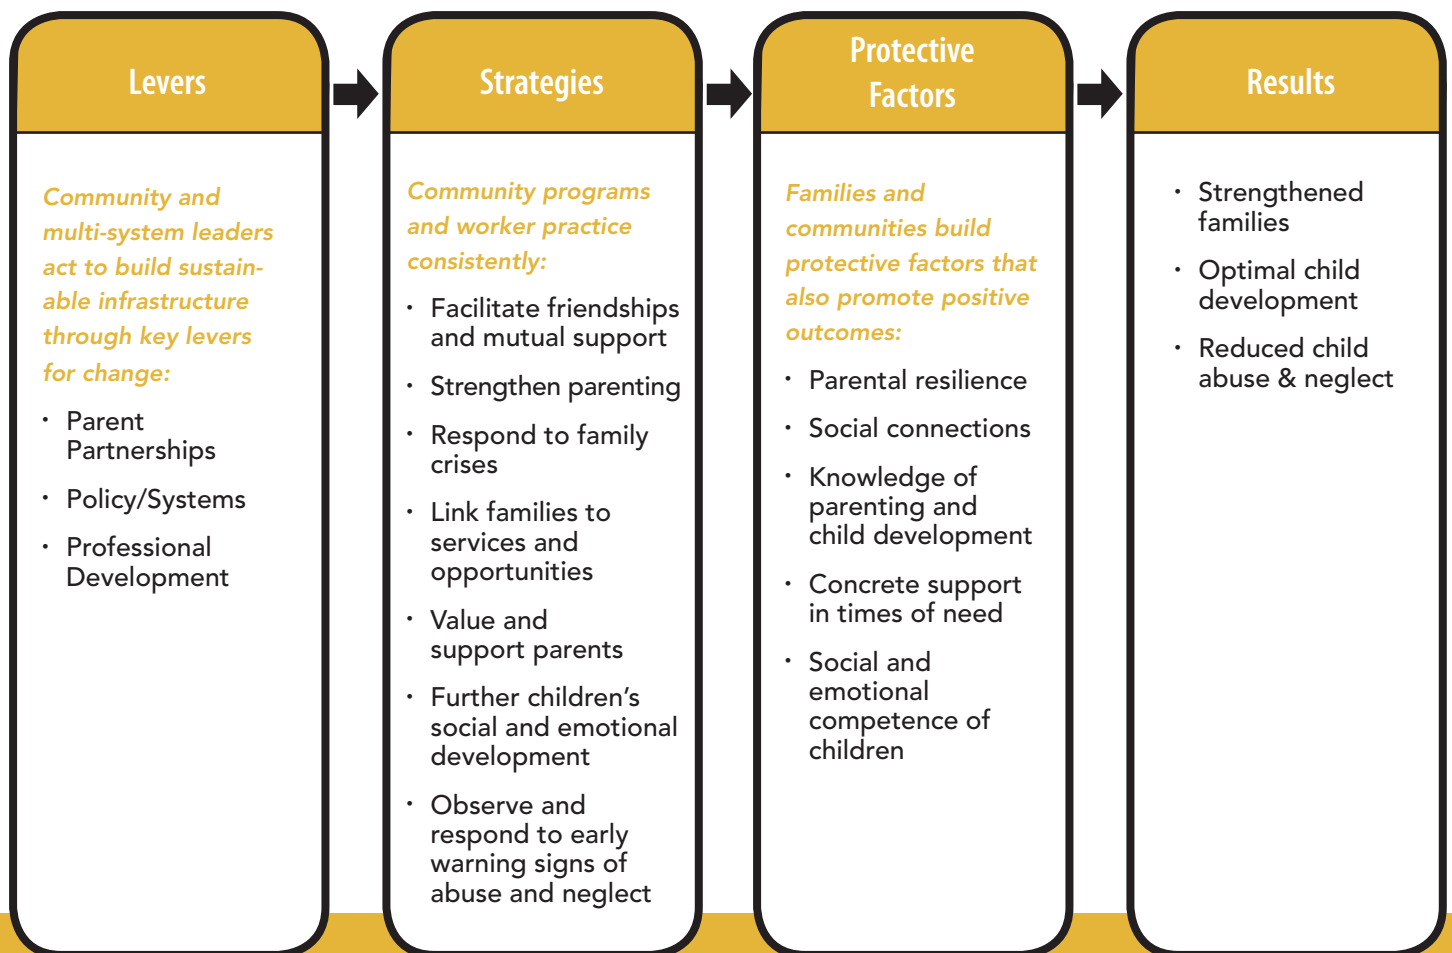 Levers
Community and
multi-system leaders
act to build sustain-
able infrastructure
through key levers
for change:
· Parent
Partnerships
· Policy/Systems
· Professional
Development
Strategies
Community programs
and worker practice
consistently:
· Facilitate friendships
and mutual support
· Strengthen parenting
· Respond to family
crises
· Link families to
services and
opportunities
· Value and
support parents
· Further children’s
social and emotional
development
· Observe and
respond to early
warning signs of
abuse and neglect
Protective
Factors
Families and
communities build
protective factors that
also promote positive
outcomes:
· Parental resilience
· Social connections
· Knowledge of
parenting and
child development
· Concrete support
in times of need
· Social and
emotional
competence of
children
Results
· Strengthened
families
· Optimal child
development
· Reduced child
abuse & neglect